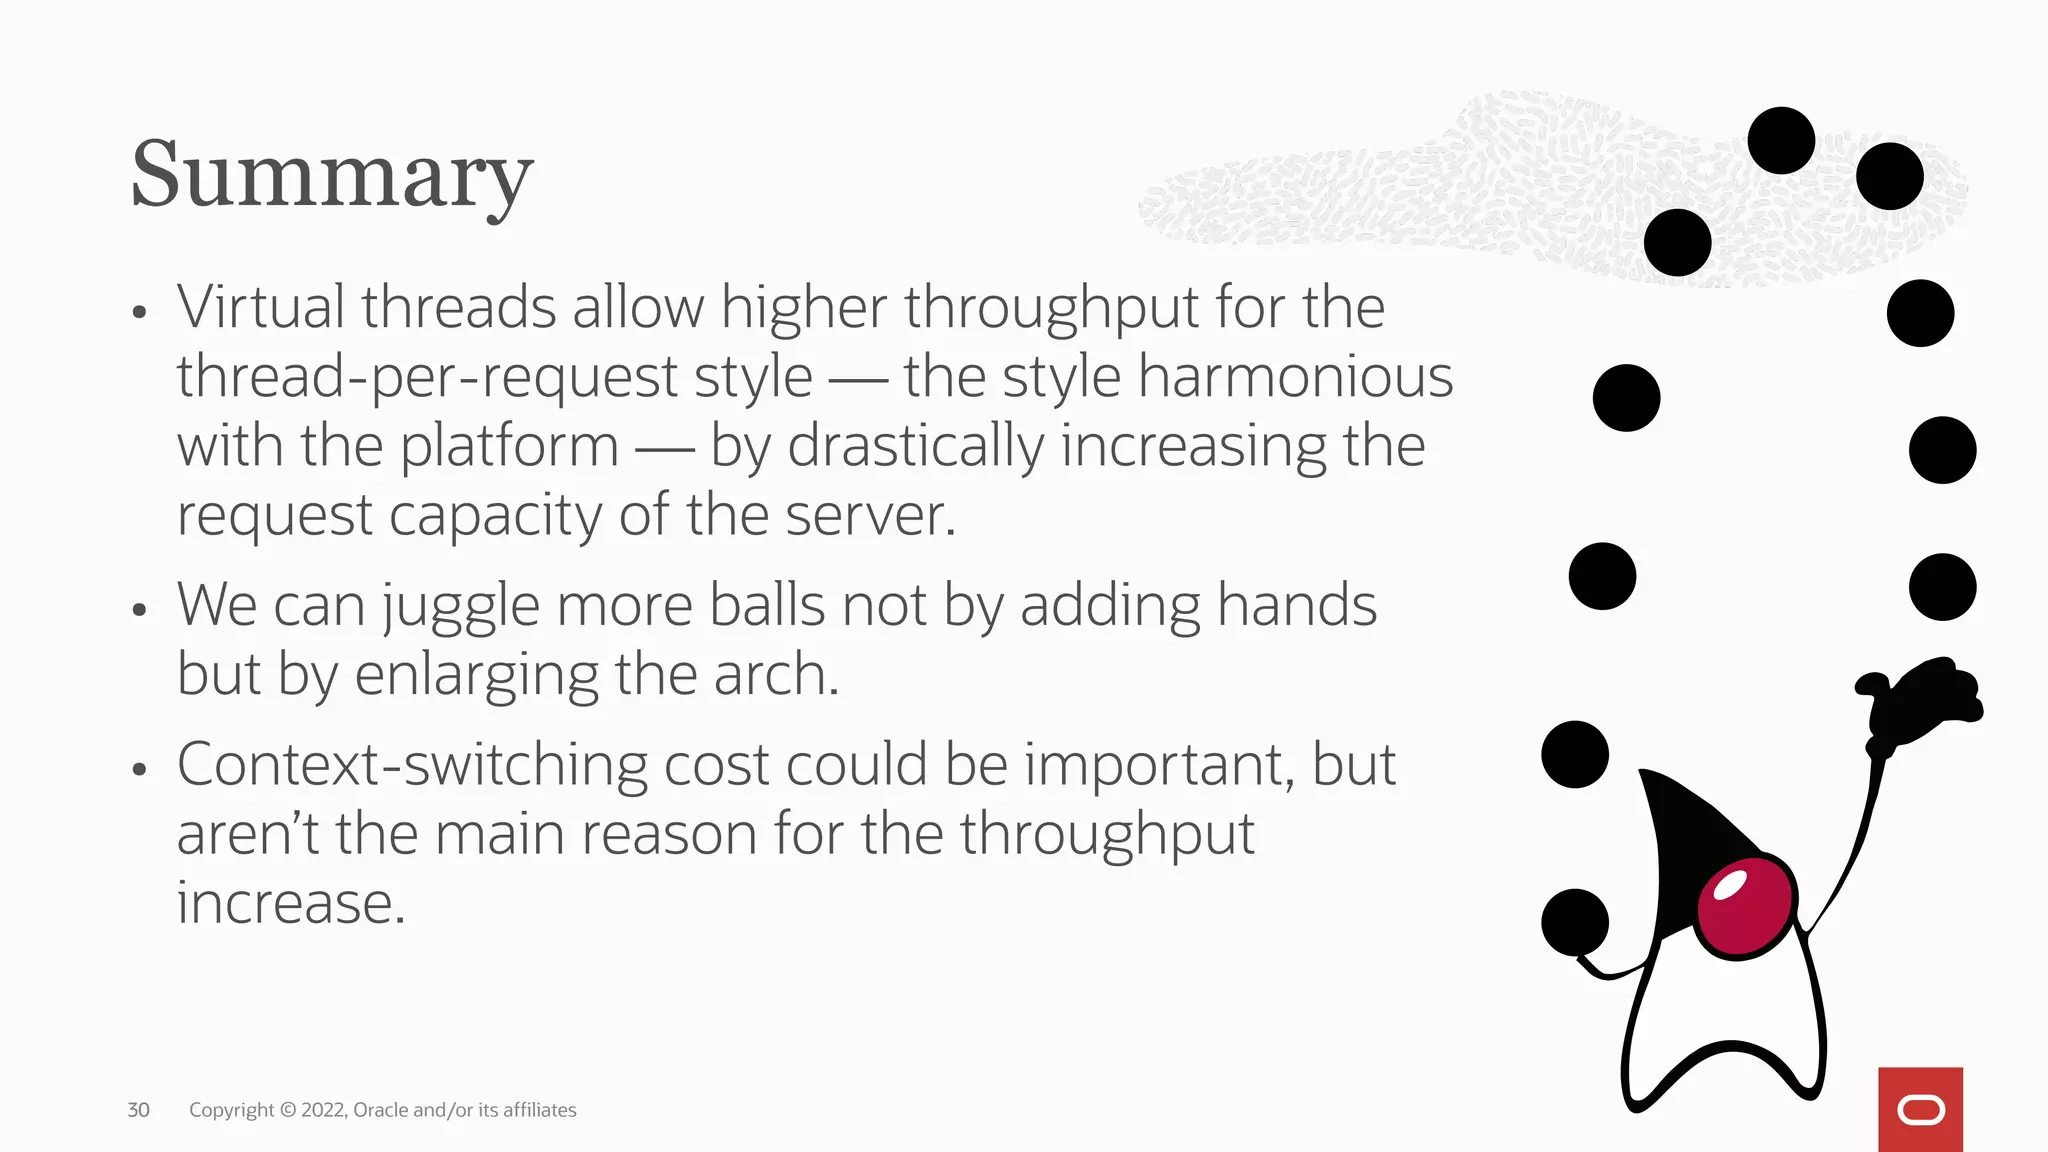 Summary
• Virtual threads allow higher throughput for the
thread-per-request style — the style harmonious
with the platform — by drastically increasing the
request capacity of the server.
• We can juggle more balls not by adding hands
but by enlarging the arch.
• Context-switching cost could be important, but
aren’t the main reason for the throughput
increase.
30 Copyright © 2022, Oracle and/or its affiliates